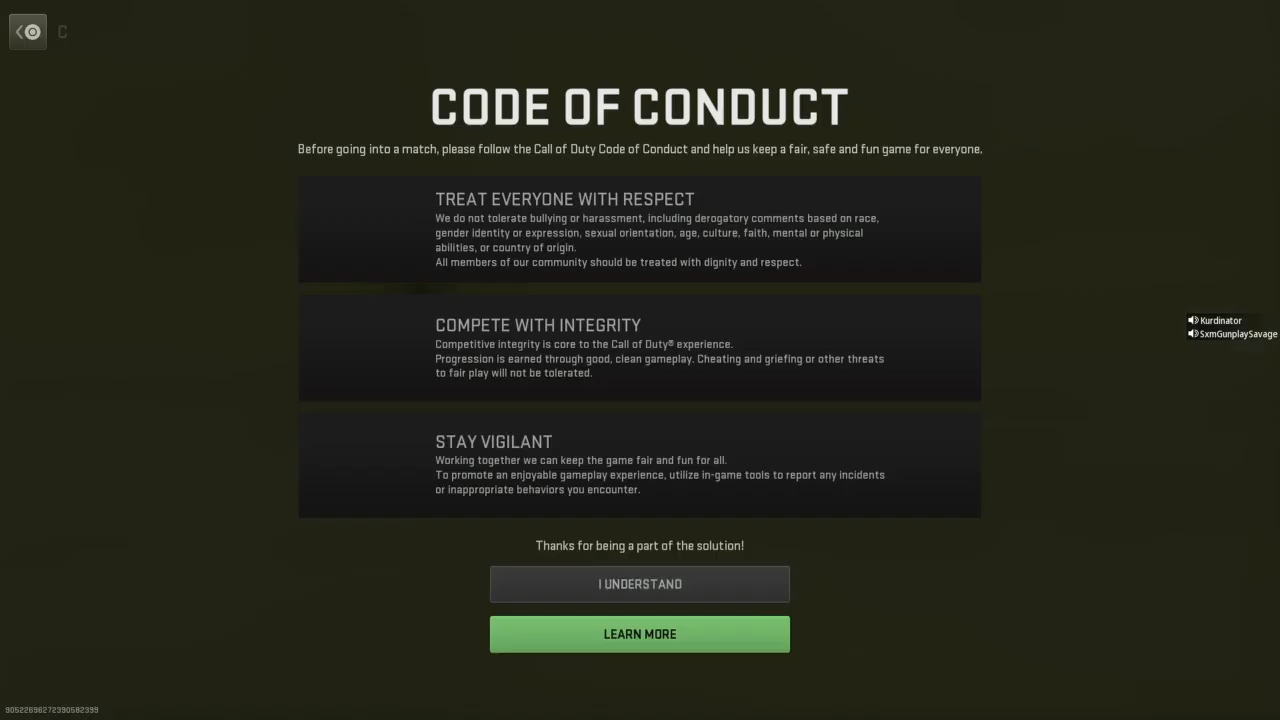 C
CODE OF CONDUCT
Before going into a match, please follow the Call of Duty Code of Conduct and help us keep a fair, safe and fun game for everyone.
TREAT EVERYONE WITH RESPECT
We do not tolerate bullying or harassment, including derogatory comments based on race,
gender identity or expression, sexual orientation, age, culture, faith, mental or physical
abilities, or country of origin.
All members of our community should be treated with dignity and respect.
COMPETE WITH INTEGRITY
Competitive integrity is core to the Call of Duty® experience.
Progression is earned through good, clean gameplay. Cheating and griefing or other threats
to fair play will not be tolerated.
Kurdinator
SxmGunplaySavage
STAY VIGILANT
Working together we can keep the game fair and fun for all.
To promote an enjoyable gameplay experience, utilize in-game tools to report any incidents
or inappropriate behaviors you encounter.
Thanks for being a part of the solution!
I UNDERSTAND
LEARN MORE
90522696272390582399